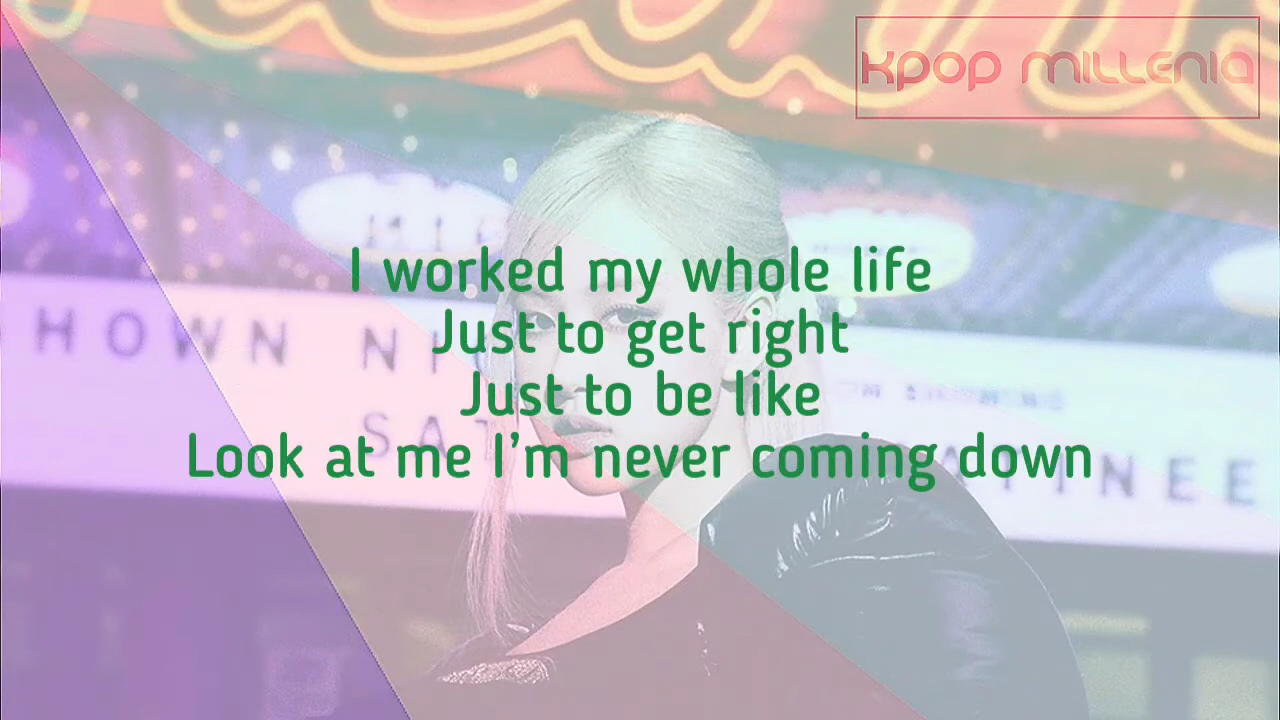 KPOP MILLENIA
I worked my whole life
Just to get right
Just to be like
Look at me I’m never coming down
HOWN